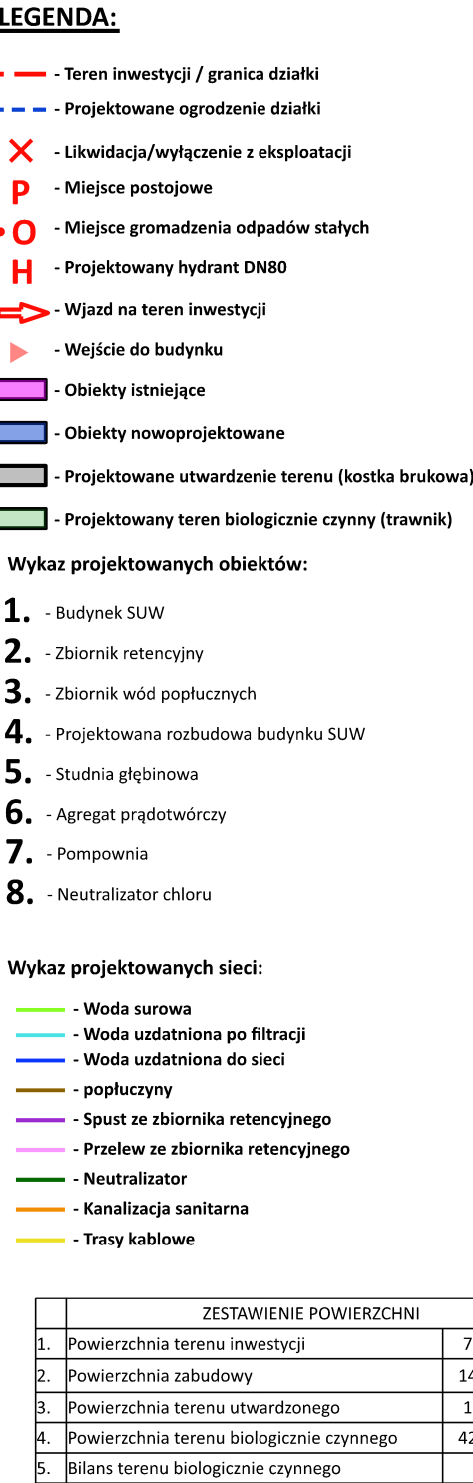 LEGENDA:
- Teren inwestycji / granica działki
- Projektowane ogrodzenie działki
- Likwidacja/wyłączenie z eksploatacji
P - Miejsce postojowe
O - Miejsce gromadzenia odpadów stałych
H - Projektowany hydrant DN80
- Wjazd na teren inwestycji
- Wejście do budynku
- Obiekty istniejące
- Obiekty nowoprojektowane
- Projektowane utwardzenie terenu (kostka brukowa)
- Projektowany teren biologicznie czynny (trawnik)
Wykaz projektowanych obiektów:
1. - Budynek SUW
2. - Zbiornik retencyjny
3. - Zbiornik wód popłucznych
4. - Projektowana rozbudowa budynku SUW
5. - Studnia głębinowa
6. - Agregat prądotwórczy
7. - Pompownia
8. - Neutralizator chloru
Wykaz projektowanych sieci:
- Woda surowa
- Woda uzdatniona po filtracji
- Woda uzdatniona do sieci
- popłuczyny
- Spust ze zbiornika retencyjnego
- Przelew ze zbiornika retencyjnego
- Neutralizator
- Kanalizacja sanitarna
- Trasy kablowe
ZESTAWIENIE POWIERZCHNI
1. Powierzchnia terenu inwestycji
2. Powierzchnia zabudowy
3. Powierzchnia terenu utwardzonego
4. Powierzchnia terenu biologicznie czynnego
5. Bilans terenu biologicznie czynnego